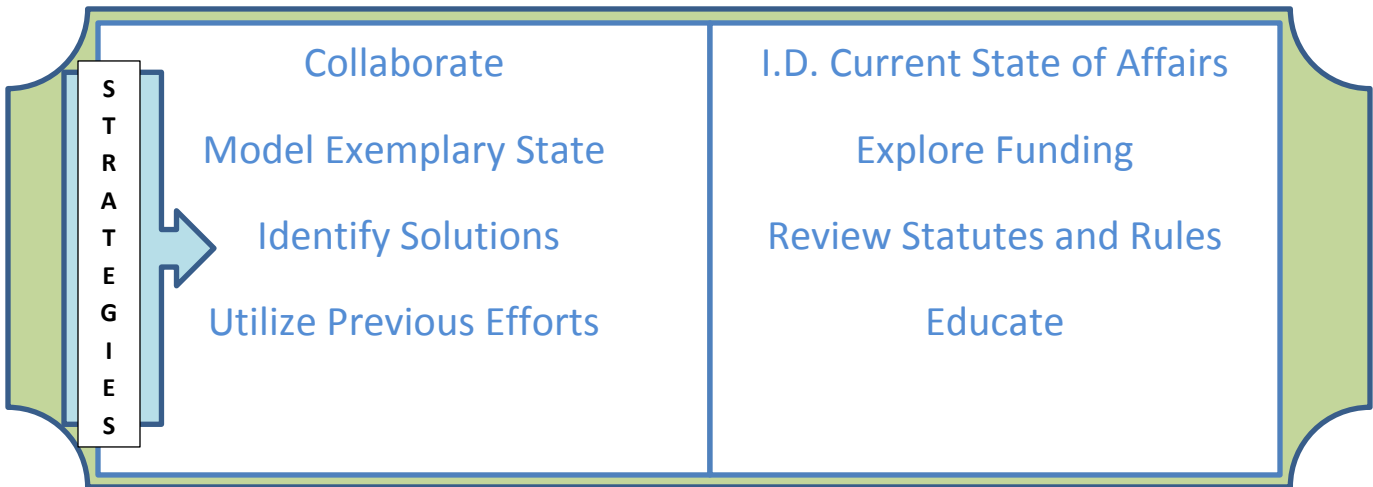 STRATEGIES
Collaborate
Model Exemplary State
Identify Solutions
Utilize Previous Efforts
I.D. Current State of Affairs
Explore Funding
Review Statutes and Rules
Educate